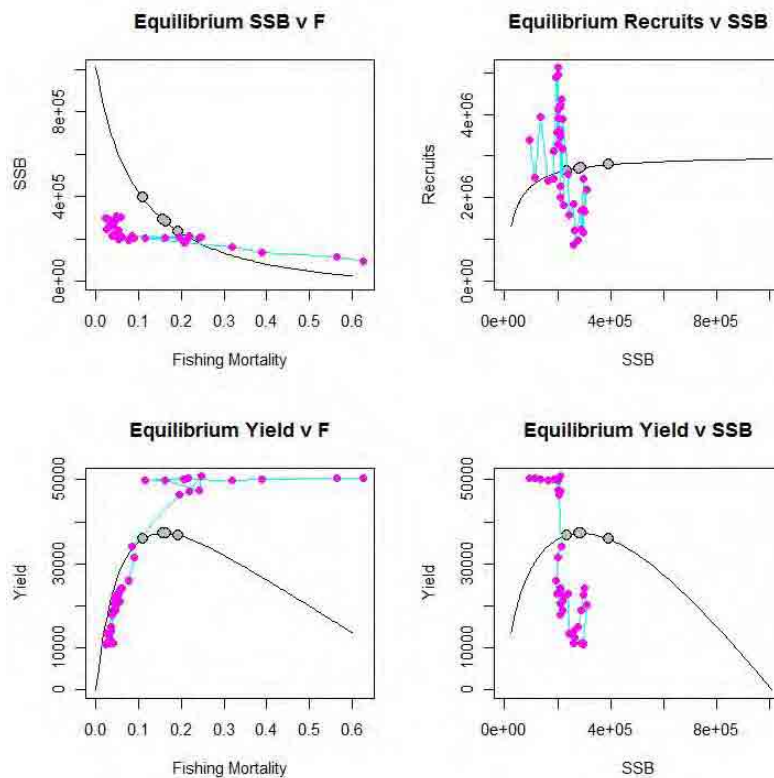 Equilibrium SSB v F
Equilibrium Recruits v SSB
SSB
0e+00
4e+05
8e+05
0.0 0.1 0.2 0.3 0.4 0.5 0.6
Fishing Mortality
Recruits
0e+00
2e+06
4e+06
0e+00 4e+05 8e+05
SSB
Equilibrium Yield v F
Equilibrium Yield v SSB
Yield
0
10000
30000
50000
0.0 0.1 0.2 0.3 0.4 0.5 0.6
Fishing Mortality
Yield
0
10000
30000
50000
0e+00 4e+05 8e+05
SSB